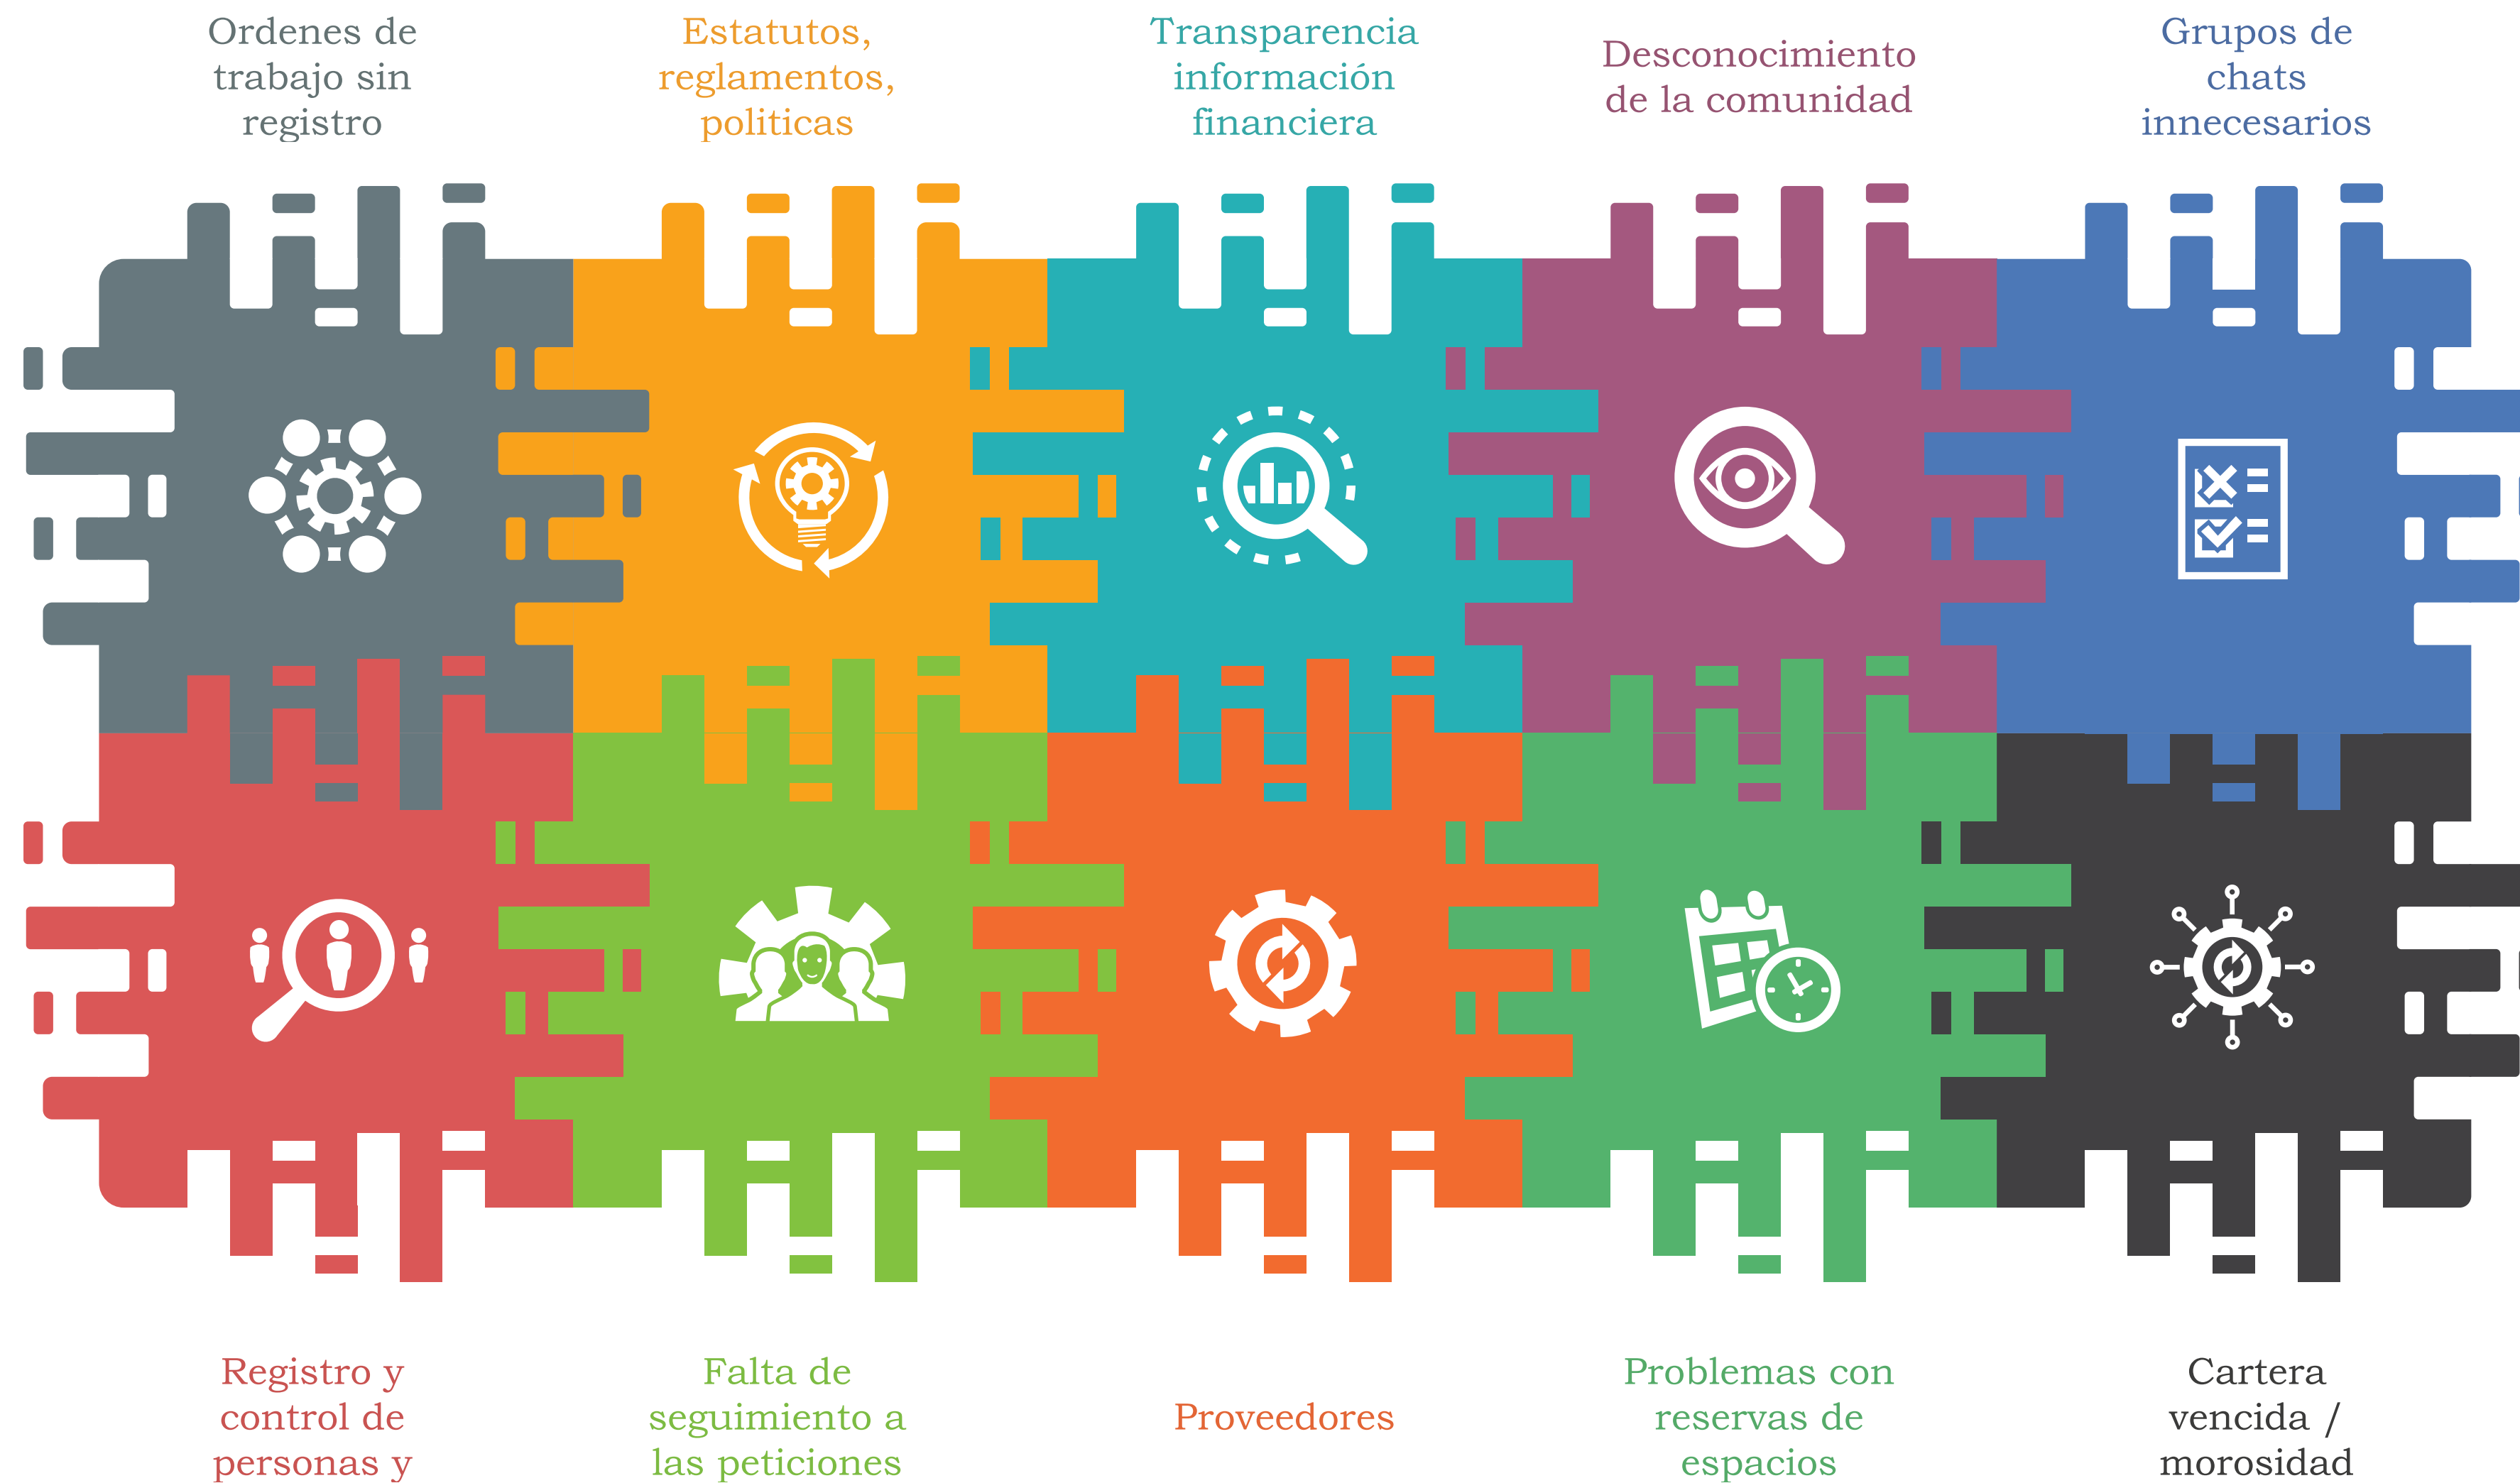 Ordenes de
trabajo sin
registro
Estatutos,
reglamentos,
politicas
Transparencia
información
financiera
Desconocimiento
de la comunidad
Grupos de
chats
innecesarios
Registro y
control de
personas y
Falta de
seguimiento a
las peticiones
Proveedores
Problemas con
reservas de
espacios
Cartera
vencida /
morosidad